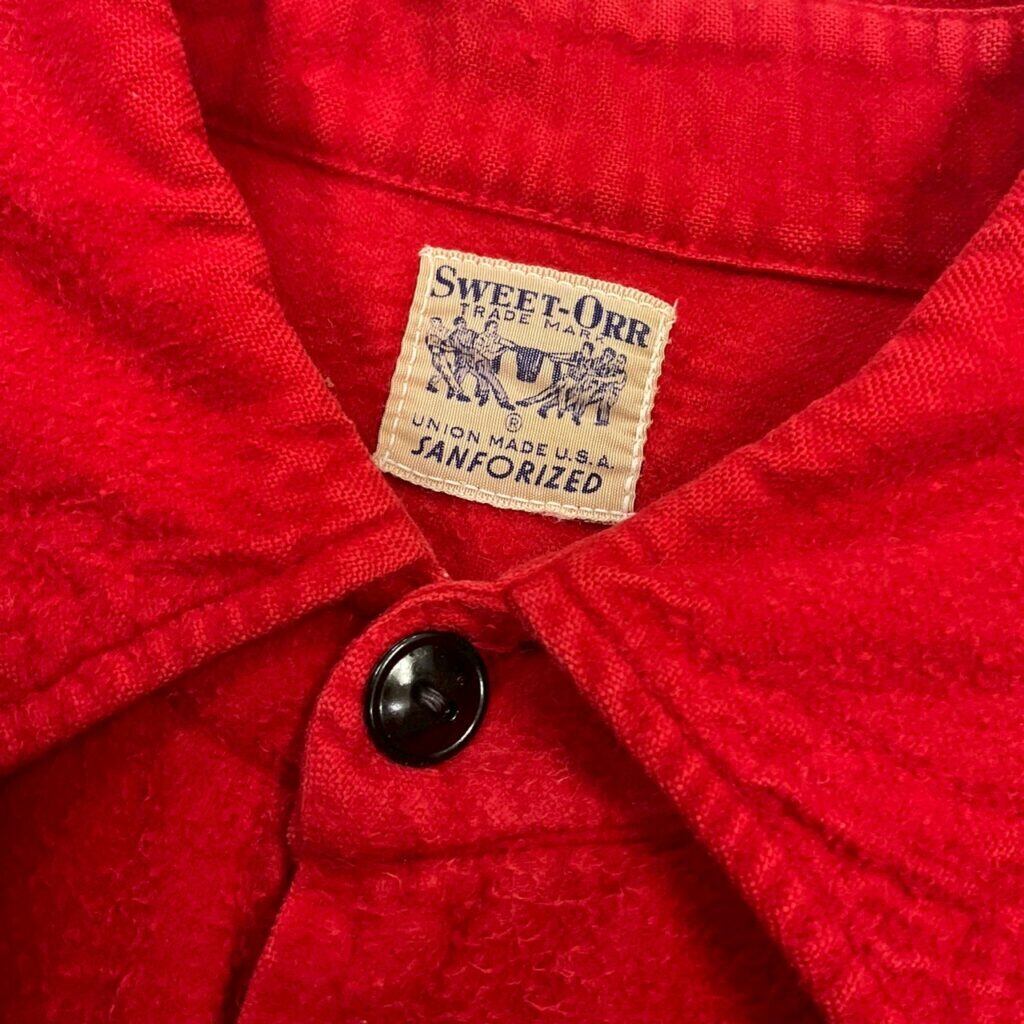 SWEET-ORR
TRADE MARK
®
UNION MADE U.S.A.
SANFORIZED